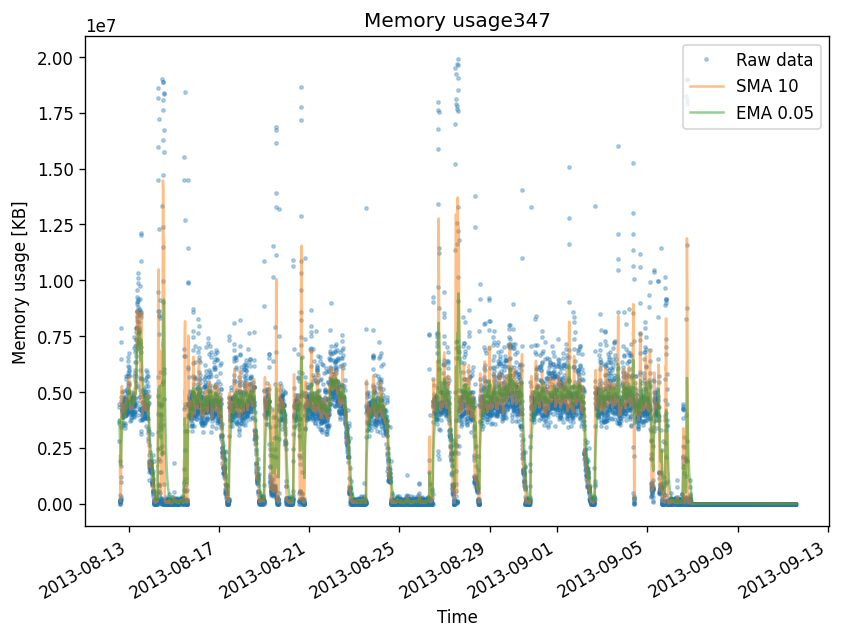 Memory usage347
1e7
2.00
1.75
1.50
1.25
1.00
0.75
0.50
0.25
0.00
Memory usage [KB]
Raw data
SMA 10
EMA 0.05
2013-08-13
2013-08-17
2013-08-21
2013-08-25
2013-08-29
2013-09-01
2013-09-05
2013-09-09
2013-09-13
Time